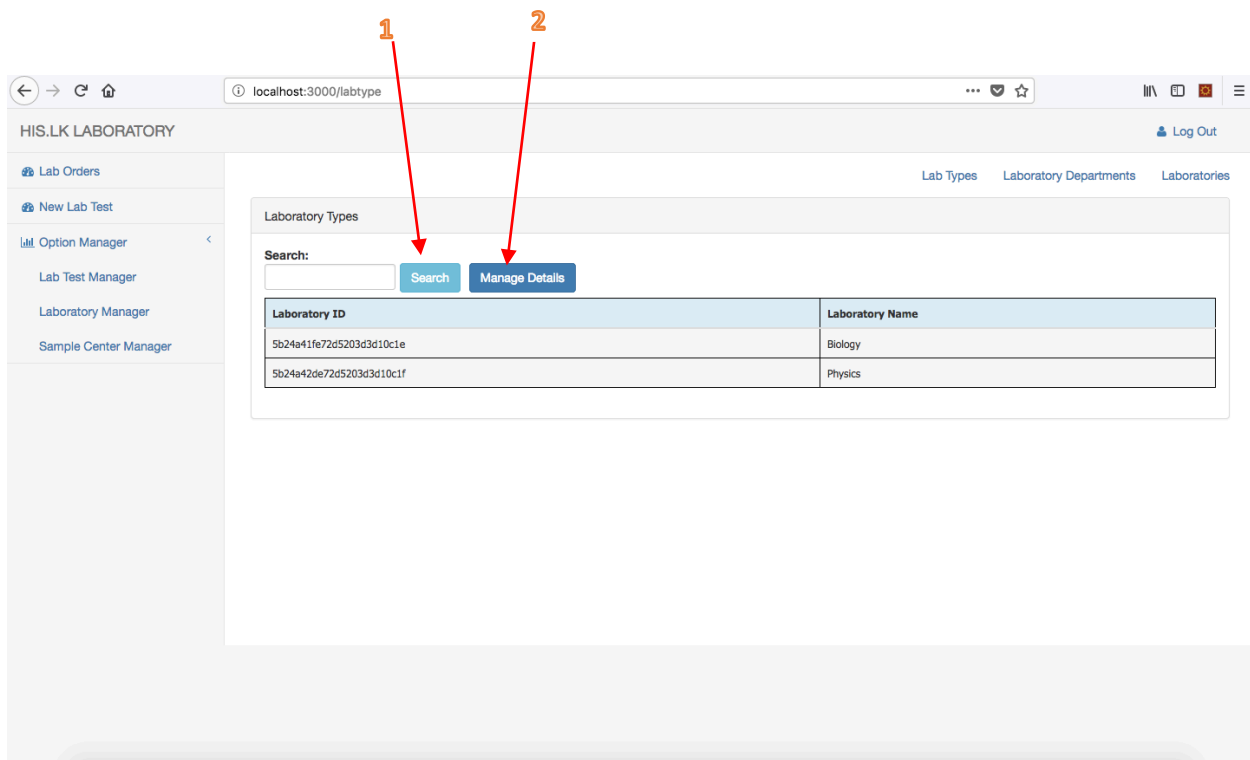 1 2
localhost:3000/labtype
HIS.LK LABORATORY
Log Out
Lab Orders
New Lab Test
Option Manager
Lab Test Manager
Laboratory Manager
Sample Center Manager
Lab Types Laboratory Departments Laboratories
Laboratory Types
Search:
Search Manage Details
Laboratory ID Laboratory Name
5b24a41fe72d5203d3d10c1e Biology
5b24a42de72d5203d3d10c1f Physics